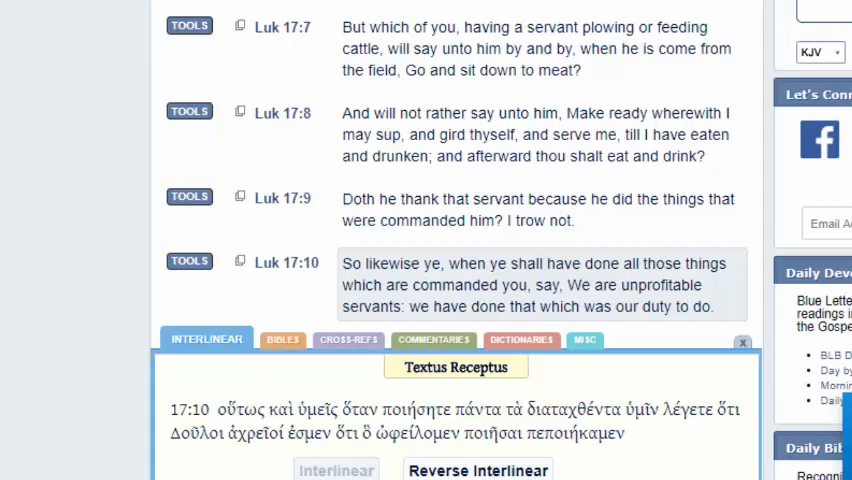 TOOLS Luk 17:7 But which of you, having a servant plowing or feeding
cattle, will say unto him by and by, when he is come from
the field, Go and sit down to meat?
TOOLS Luk 17:8 And will not rather say unto him, Make ready wherewith I
may sup, and gird thyself, and serve me, till I have eaten
and drunken; and afterward thou shalt eat and drink?
TOOLS Luk 17:9 Doth he thank that servant because he did the things that
were commanded him? I trow not.
TOOLS Luk 17:10 So likewise ye, when ye shall have done all those things
which are commanded you, say, We are unprofitable
servants: we have done that which was our duty to do.
INTERLINEAR BIBLES CROSS-REFS COMMENTARIES DICTIONARIES MISC X
Textus Receptus
17:10 οὕτως καὶ ὑμεῖς ὅταν ποιήσητε πάντα τὰ διαταχθέντα ὑμῖν λέγετε ὅτι
Δοῦλοι ἀχρεῖοί ἐσμεν ὅτι ὃ ὠφείλομεν ποιῆσαι πεποιήκαμεν
Interlinear Reverse Interlinear
KJV
Let's Conn
Email A
Daily Dev
Blue Lette
readings i
the Gospe
BLB D
Day by
Mornin
Daily
Daily Bib
Recogni